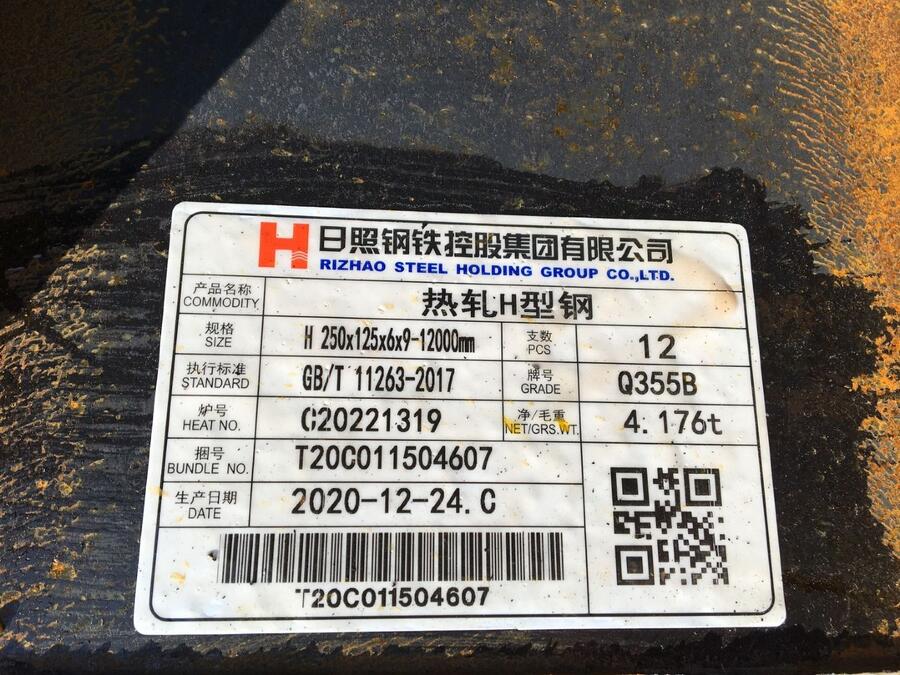 H 日照钢铁控股集团有限公司
RIZHAO STEEL HOLDING GROUP CO.,LTD.
产品名称
COMMODITY
热轧H型钢
规格
SIZE
H 250x125x6x9-12000mm
支数
PCS
12
执行标准
STANDARD
GB/T 11263-2017
牌号
GRADE
Q355B
炉号
HEAT NO.
C20221319
净/毛重
NET/GRS.WT.
4.176t
捆号
BUNDLE NO.
T20C011504607
生产日期
DATE
2020-12-24.C
T20C011504607